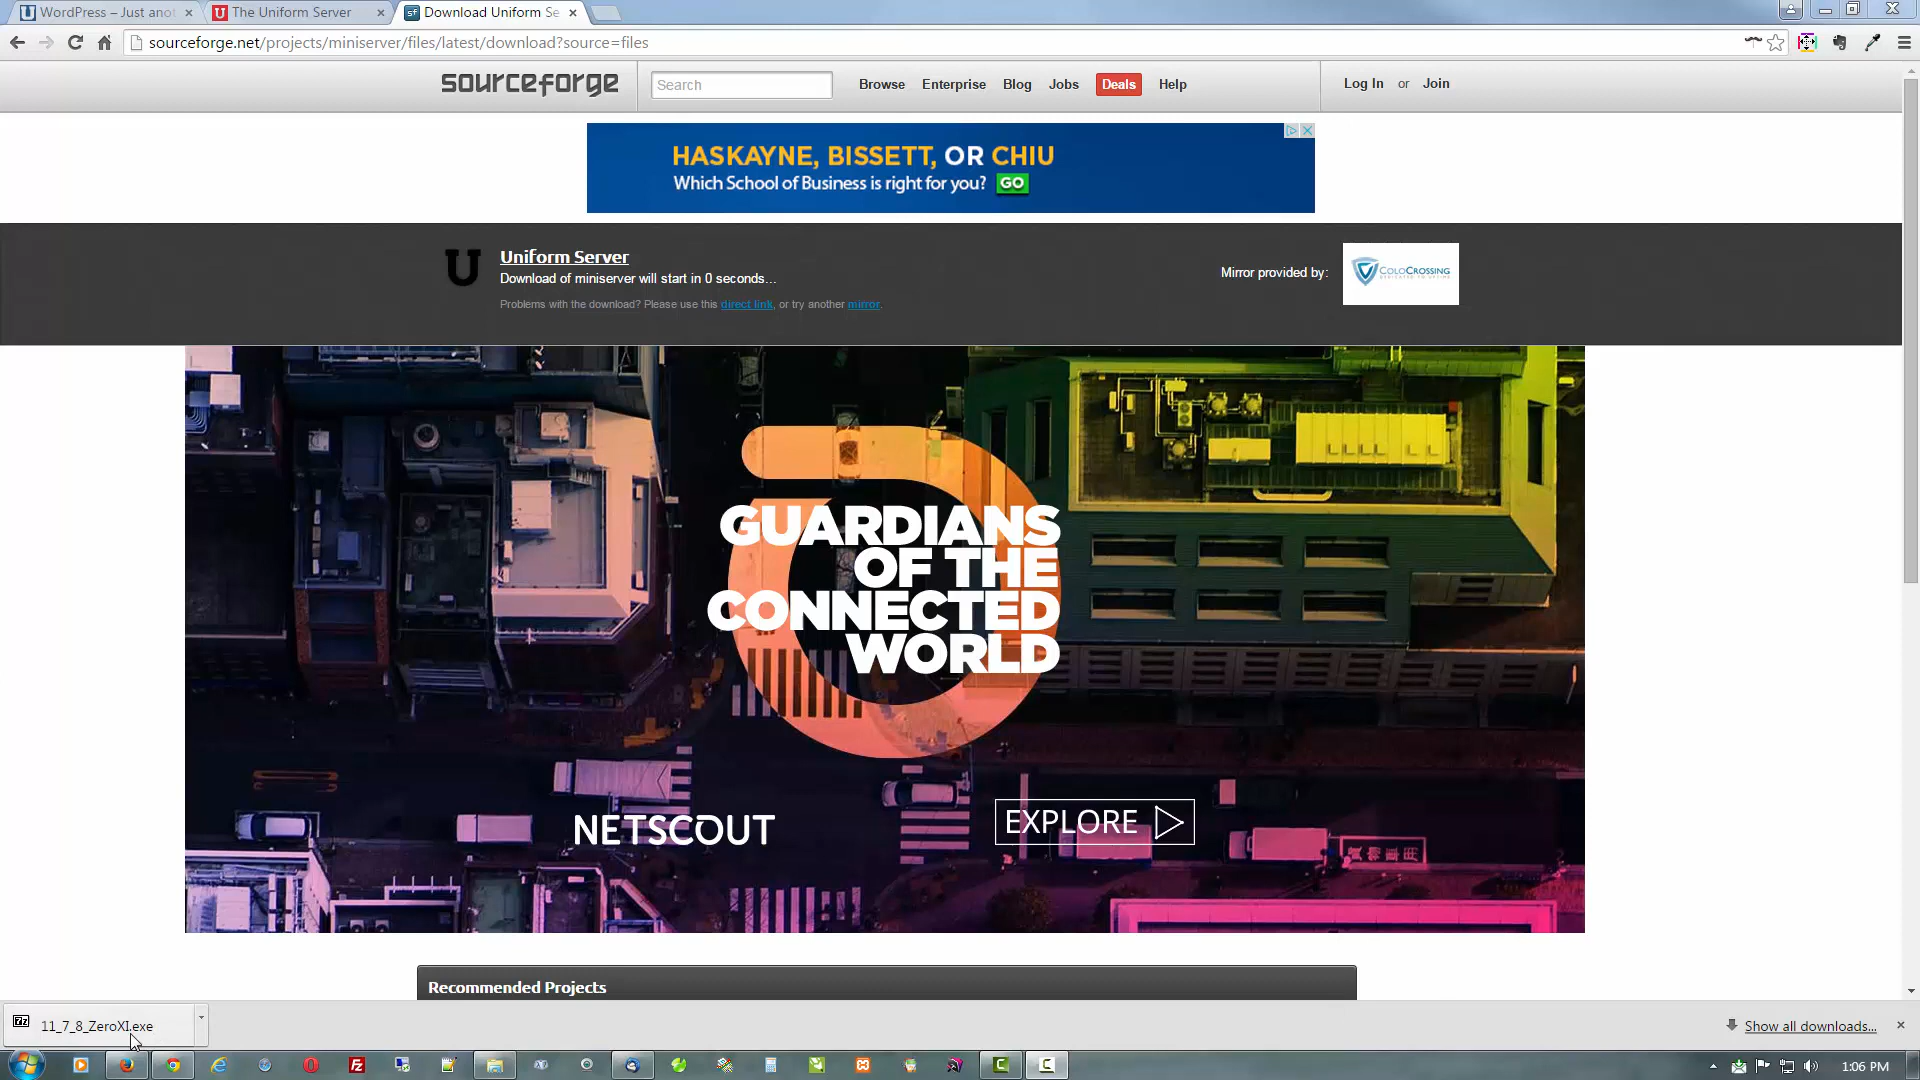 WordPress – Just anot
The Uniform Server
Download Uniform Se
sourceforge.net/projects/miniserver/files/latest/download?source=files
sourceforge
Search
Browse
Enterprise
Blog
Jobs
Deals
Help
Log In or Join
HASKAYNE, BISSETT, OR CHIU
Which School of Business is right for you? GO
U
Uniform Server
Download of miniserver will start in 0 seconds...
Problems with the download? Please use this direct link, or try another mirror.
Mirror provided by:
COLOCROSSING
GUARDIANS
OF THE
CONNECTED
WORLD
NETSCOUT
EXPLORE
Recommended Projects
11_7_8_ZeroXI.exe
Show all downloads...
1:06 PM